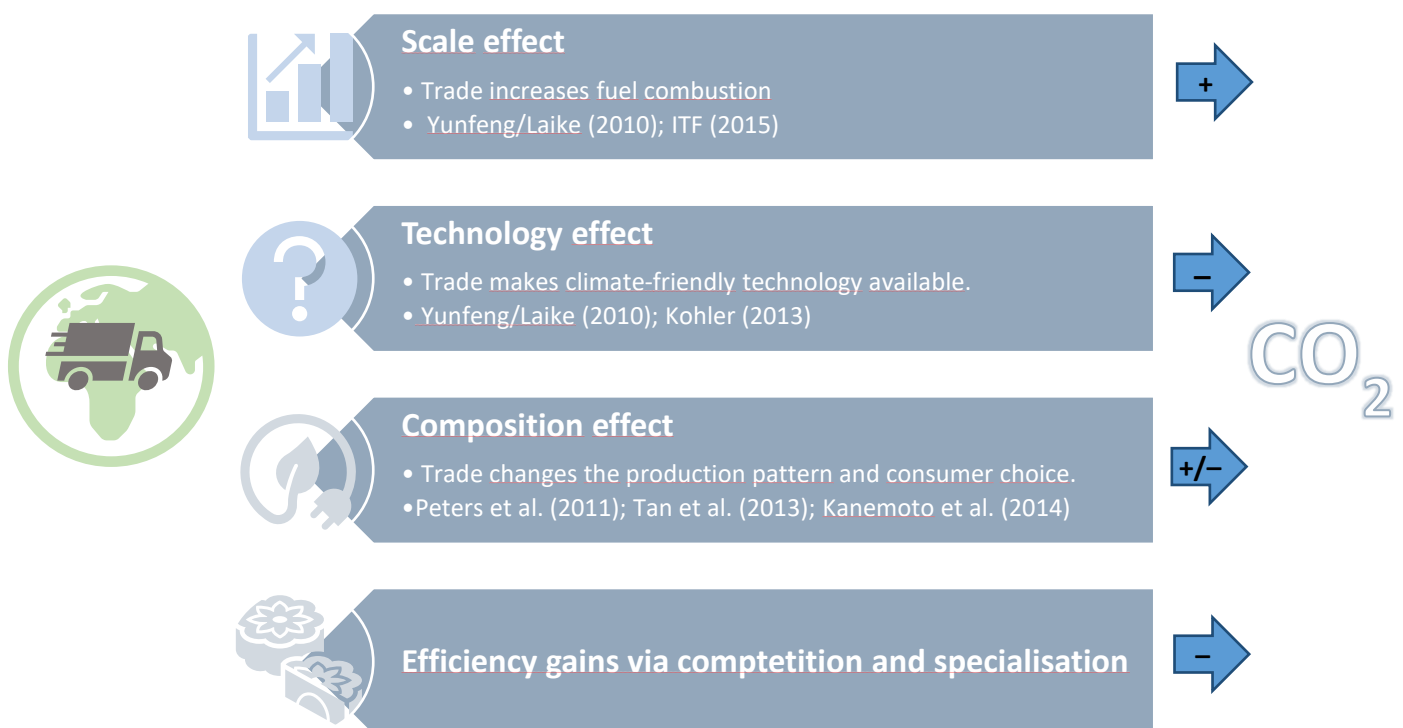 Scale effect
• Trade increases fuel combustion
• Yunfeng/Laike (2010); ITF (2015)
+
Technology effect
• Trade makes climate-friendly technology available.
• Yunfeng/Laike (2010); Kohler (2013)
–
CO2
Composition effect
• Trade changes the production pattern and consumer choice.
•Peters et al. (2011); Tan et al. (2013); Kanemoto et al. (2014)
+/–
Efficiency gains via comptetition and specialisation
–